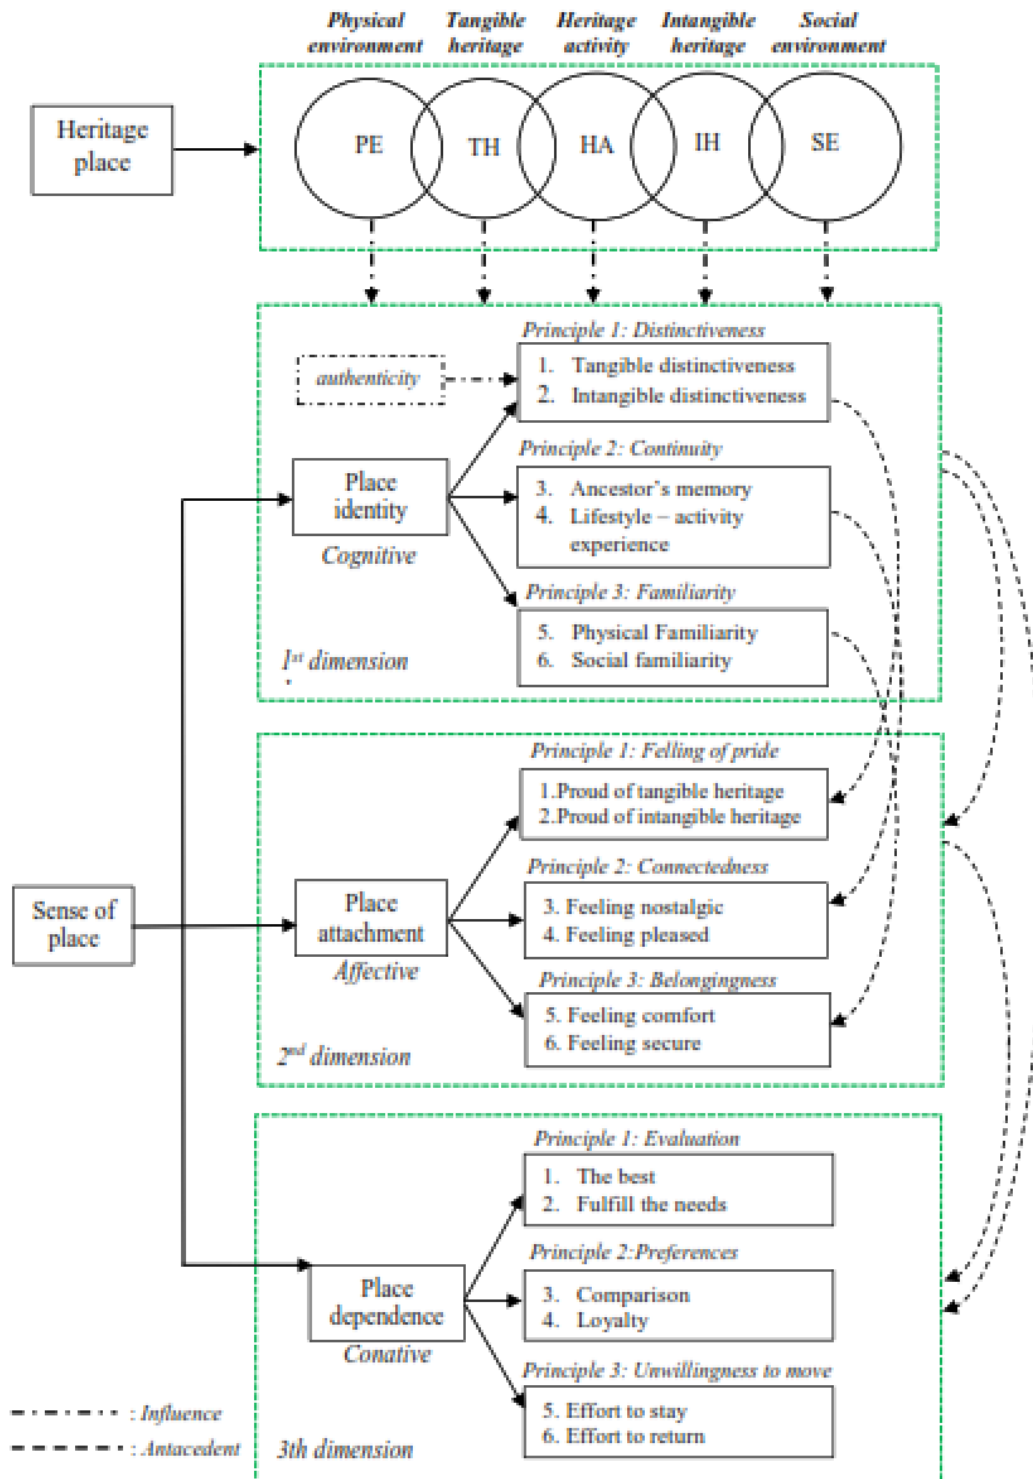 Physical environment
Tangible heritage
Heritage activity
Intangible heritage
Social environment
Heritage place
PE
TH
HA
IH
SE
Principle 1: Distinctiveness
authenticity
1. Tangible distinctiveness
2. Intangible distinctiveness
Principle 2: Continuity
Place identity
Cognitive
3. Ancestor's memory
4. Lifestyle – activity
experience
Principle 3: Familiarity
5. Physical Familiarity
6. Social familiarity
1st dimension
Principle 1: Felling of pride
1.Proud of tangible heritage
2.Proud of intangible heritage
Principle 2: Connectedness
Sense of place
Place attachment
Affective
3. Feeling nostalgic
4. Feeling pleased
Principle 3: Belongingness
5. Feeling comfort
6. Feeling secure
2nd dimension
Principle 1: Evaluation
1. The best
2. Fulfill the needs
Principle 2:Preferences
Place dependence
Conative
3. Comparison
4. Loyalty
Principle 3: Unwillingness to move
5. Effort to stay
6. Effort to return
3th dimension
: Influence
: Antacedent